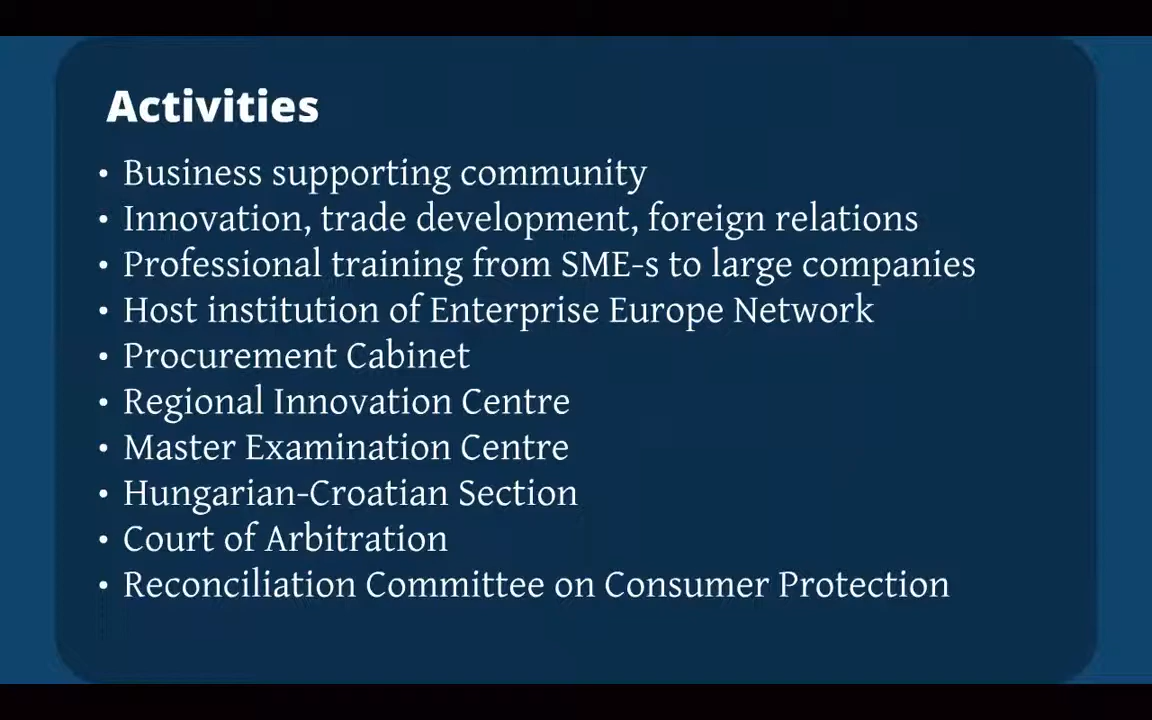 Activities
• Business supporting community
• Innovation, trade development, foreign relations
• Professional training from SME-s to large companies
• Host institution of Enterprise Europe Network
• Procurement Cabinet
• Regional Innovation Centre
• Master Examination Centre
• Hungarian-Croatian Section
• Court of Arbitration
• Reconciliation Committee on Consumer Protection